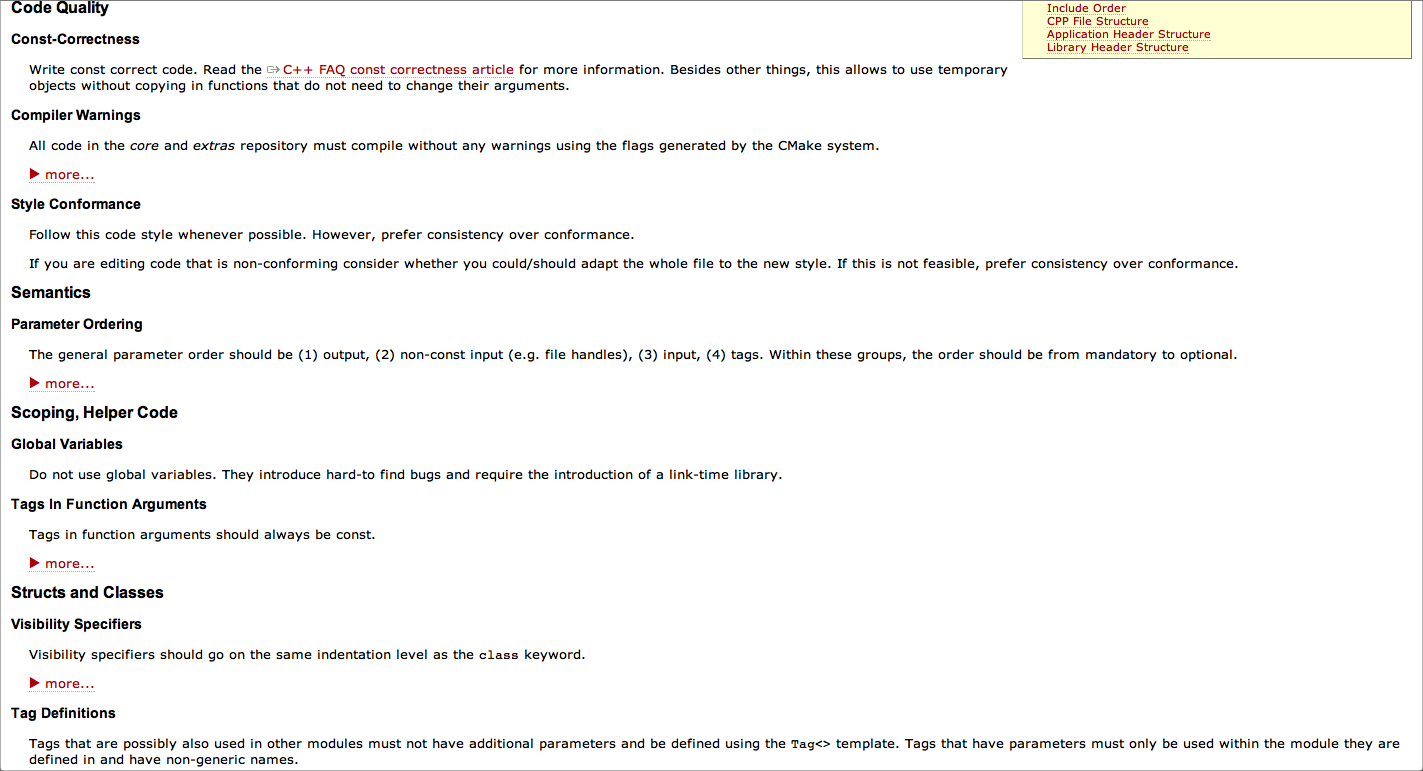 Code Quality
Include Order
CPP File Structure
Application Header Structure
Library Header Structure
Const-Correctness
Write const correct code. Read the C++ FAQ const correctness article for more information. Besides other things, this allows to use temporary
objects without copying in functions that do not need to change their arguments.
Compiler Warnings
All code in the core and extras repository must compile without any warnings using the flags generated by the CMake system.
more...
Style Conformance
Follow this code style whenever possible. However, prefer consistency over conformance.
If you are editing code that is non-conforming consider whether you could/should adapt the whole file to the new style. If this is not feasible, prefer consistency over conformance.
Semantics
Parameter Ordering
The general parameter order should be (1) output, (2) non-const input (e.g. file handles), (3) input, (4) tags. Within these groups, the order should be from mandatory to optional.
more...
Scoping, Helper Code
Global Variables
Do not use global variables. They introduce hard-to find bugs and require the introduction of a link-time library.
Tags In Function Arguments
Tags in function arguments should always be const.
more...
Structs and Classes
Visibility Specifiers
Visibility specifiers should go on the same indentation level as the class keyword.
more...
Tag Definitions
Tags that are possibly also used in other modules must not have additional parameters and be defined using the Tag<> template. Tags that have parameters must only be used within the module they are
defined in and have non-generic names.